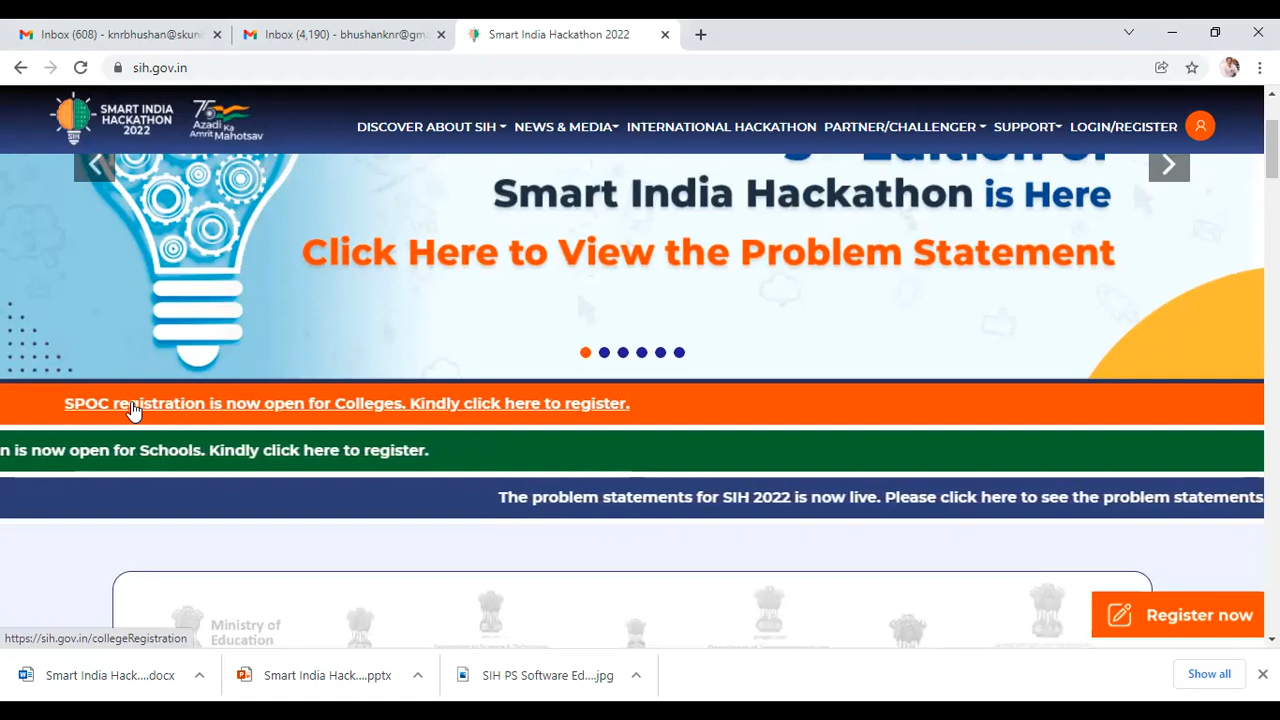 Inbox (608) - knrbhushan@skuni
Inbox (4,190) - bhushanknr@gm
Smart India Hackathon 2022
sih.gov.in
SMART INDIA
HACKATHON
2022
75
Azadi Ka
Amrit Mahotsav
SIH
DISCOVER ABOUT SIH
NEWS & MEDIA
INTERNATIONAL HACKATHON
PARTNER/CHALLENGER
SUPPORT
LOGIN/REGISTER
Edition of
Smart India Hackathon is Here
Click Here to View the Problem Statement
SPOC registration is now open for Colleges. Kindly click here to register.
n is now open for Schools. Kindly click here to register.
The problem statements for SIH 2022 is now live. Please click here to see the problem statements
Ministry of
Education
Register now
https://sih.gov.in/collegeRegistration
Smart India Hack....docx
Smart India Hack....pptx
SIH PS Software Ed....jpg
Show all